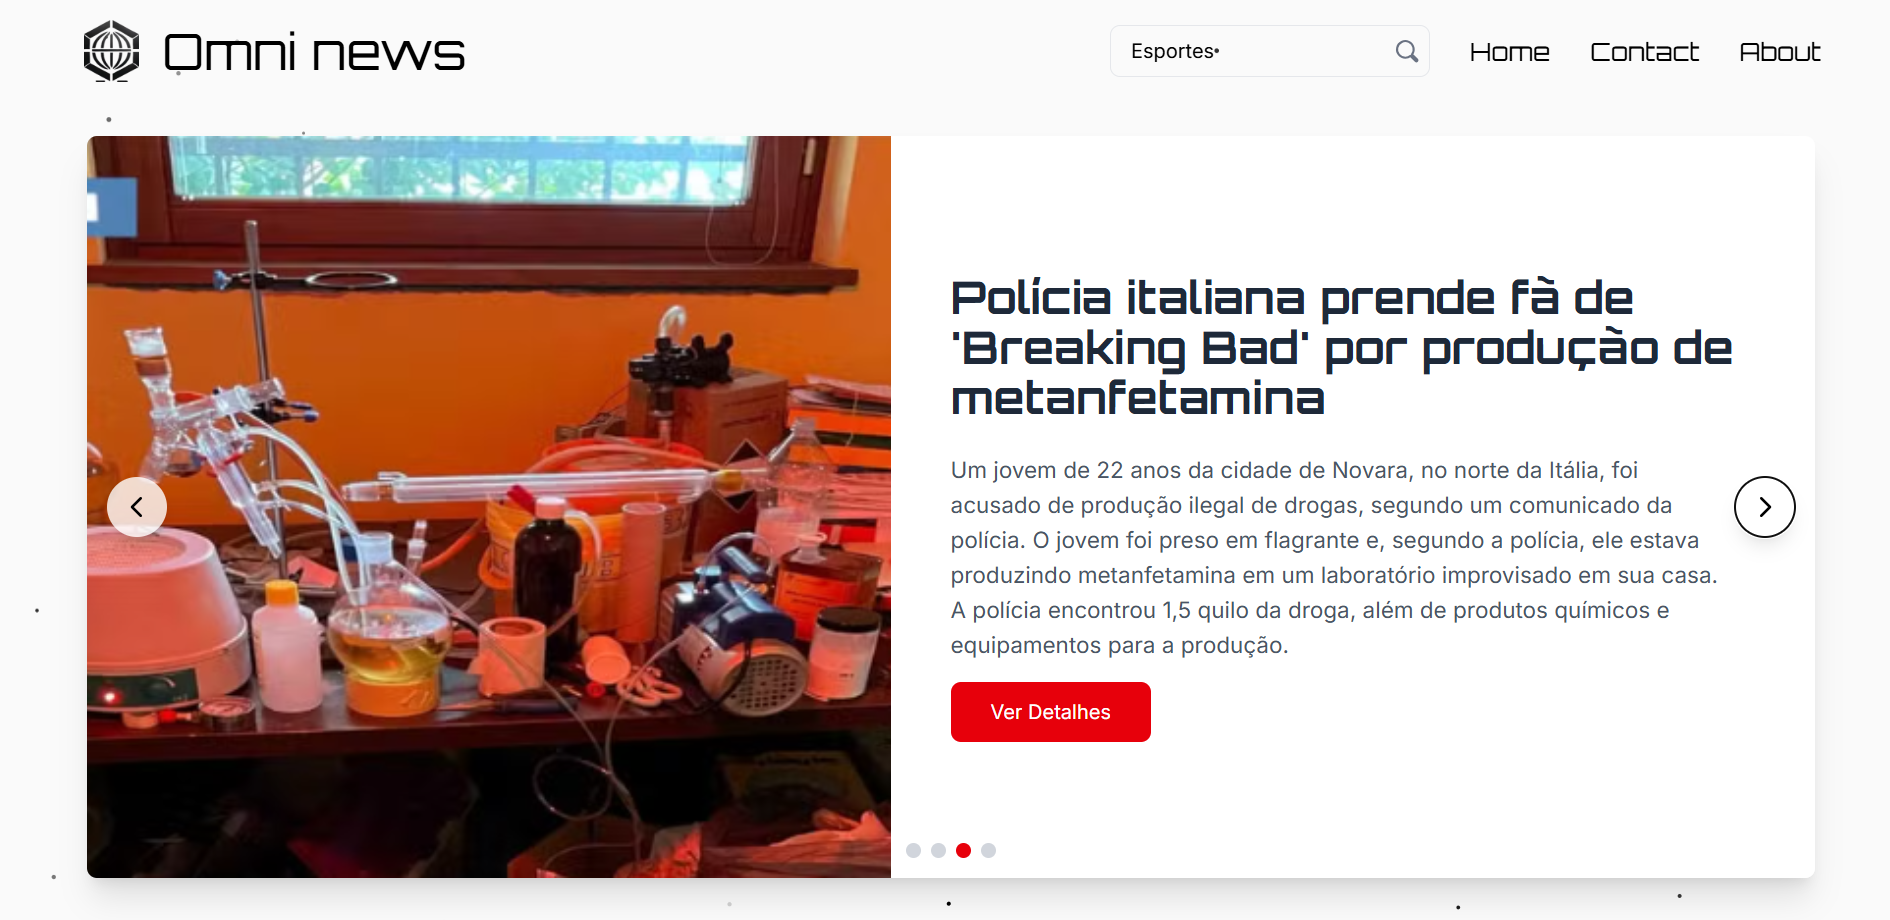 Omni news
Esportes•
Home
Contact
About
Polícia italiana prende fã de
'Breaking Bad' por produção de
metanfetamina
Um jovem de 22 anos da cidade de Novara, no norte da Itália, foi
acusado de produção ilegal de drogas, segundo um comunicado da
polícia. O jovem foi preso em flagrante e, segundo a polícia, ele estava
produzindo metanfetamina em um laboratório improvisado em sua casa.
A polícia encontrou 1,5 quilo da droga, além de produtos químicos e
equipamentos para a produção.
Ver Detalhes